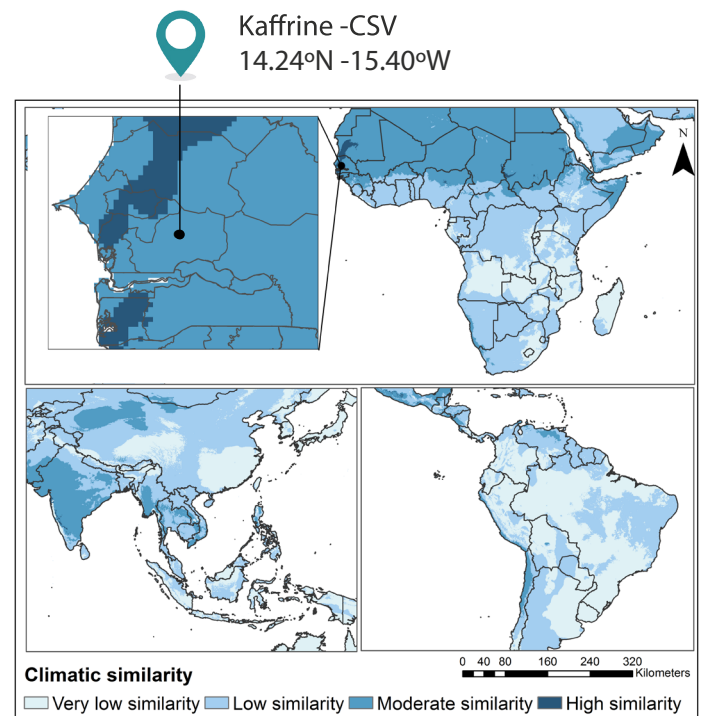 Kaffrine -CSV
14.24ºN -15.40ºW
N
0 40 80 160 240 320
Kilometers
Climatic similarity
Very low similarity Low similarity Moderate similarity High similarity